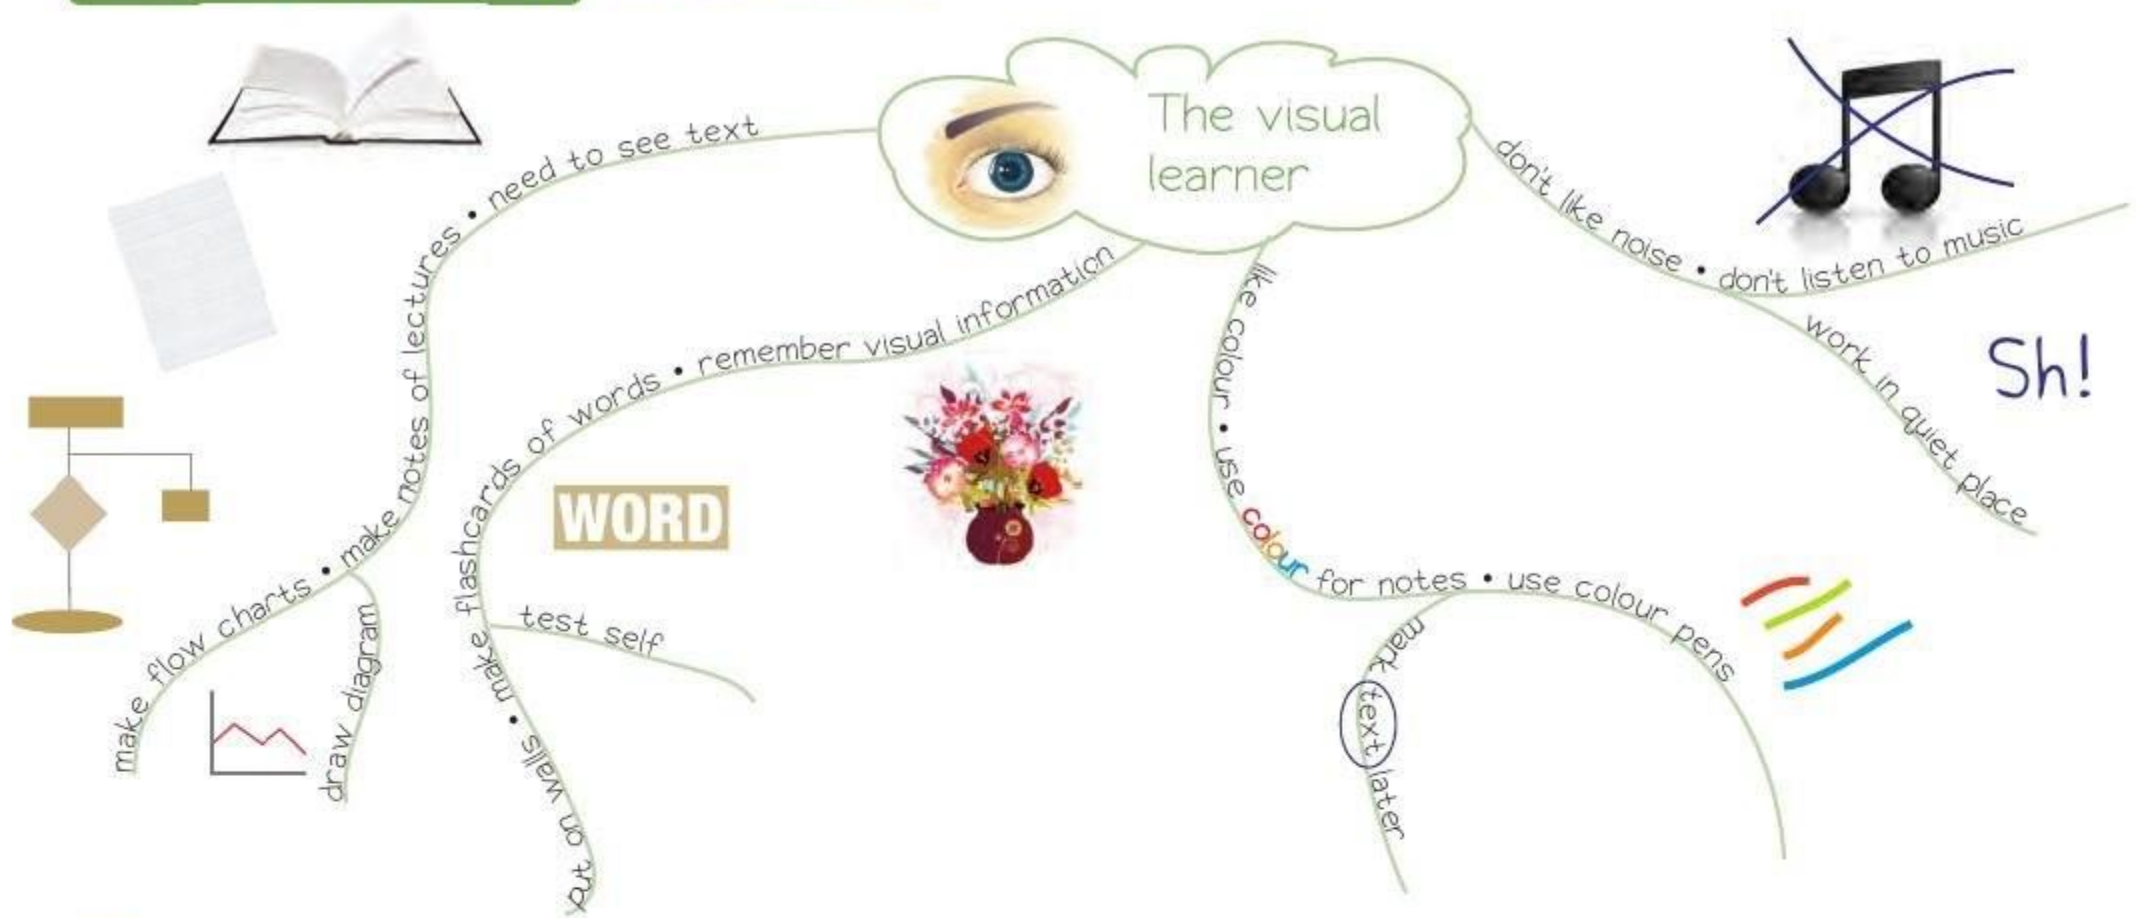 The visual
learner
need to see text • make notes of lectures • make flow charts
draw diagram
remember visual information • make flashcards of words • put on walls
WORD
test self
like colour • use colour for notes • use colour pens
mark text later
don't like noise • don't listen to music
work in quiet place
Sh!